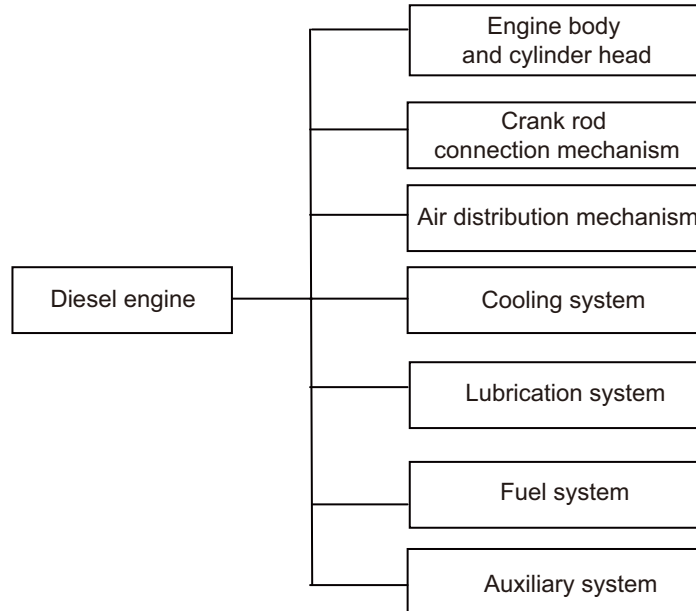 Engine body
and cylinder head
Crank rod
connection mechanism
Air distribution mechanism
Diesel engine
Cooling system
Lubrication system
Fuel system
Auxiliary system